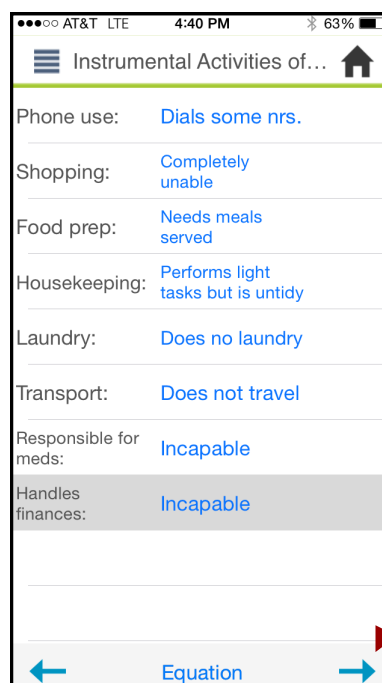 AT&T LTE 4:40 PM 63%
Instrumental Activities of...
Phone use: Dials some nrs.
Shopping: Completely
unable
Food prep: Needs meals
served
Housekeeping: Performs light
tasks but is untidy
Laundry: Does no laundry
Transport: Does not travel
Responsible for
meds: Incapable
Handles
finances: Incapable
Equation